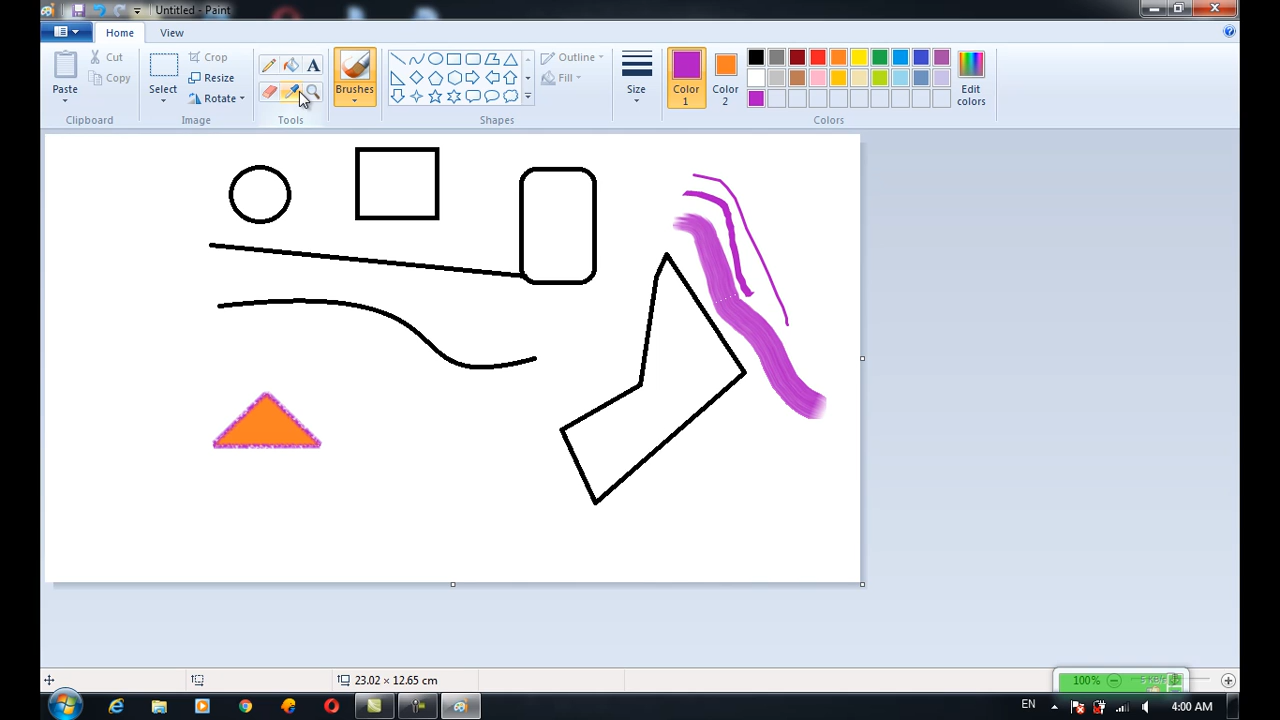 Untitled - Paint
Home View
Paste
Cut
Copy
Clipboard
Select
Crop
Resize
Rotate
Image
A
Tools
Brushes
Outline
Fill
Shapes
Size
Color 1
Color 2
Edit colors
Colors
23.02 × 12.65 cm
100%
EN
4:00 AM